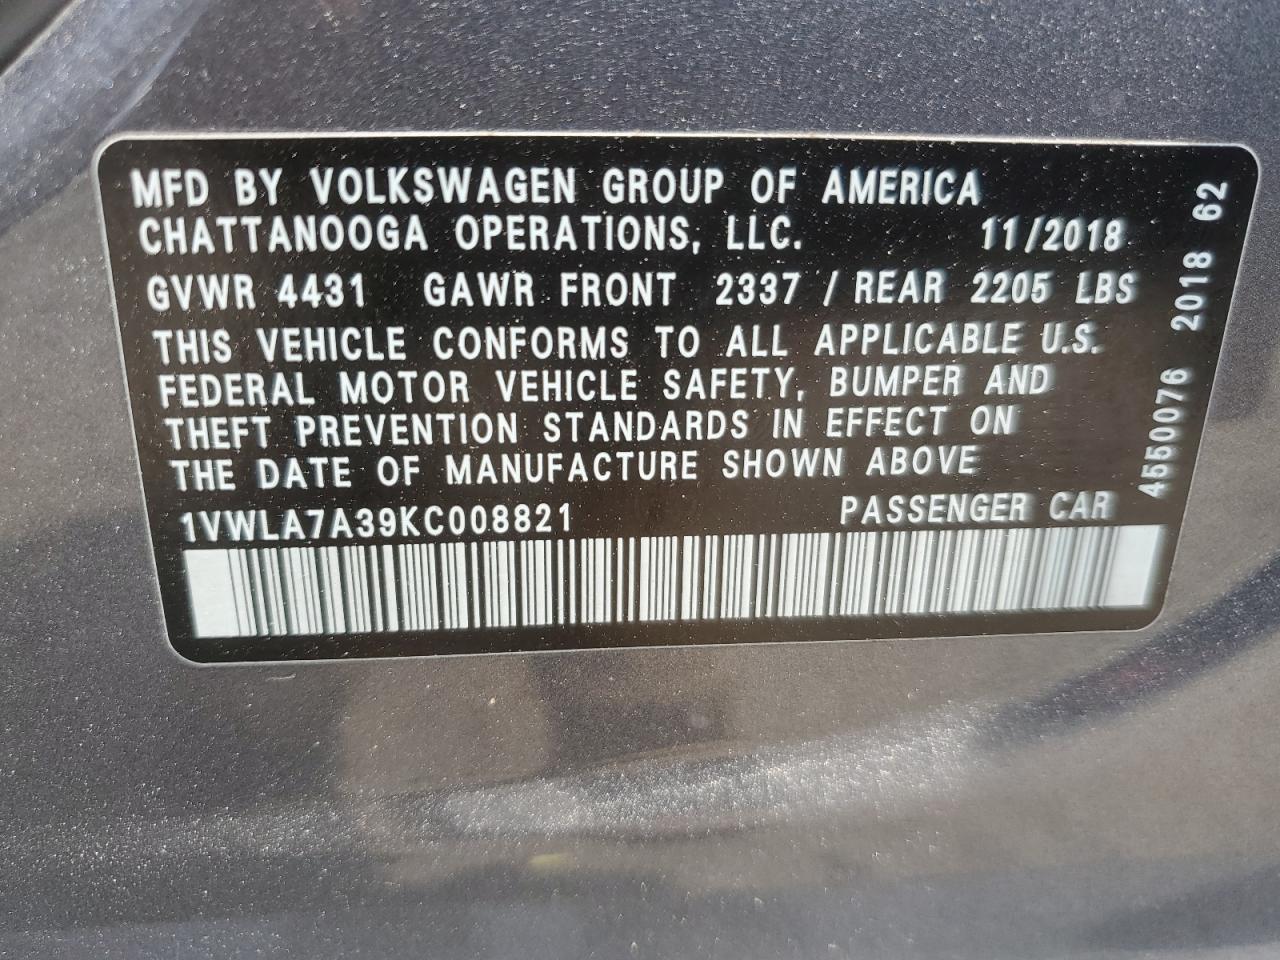 MFD BY VOLKSWAGEN GROUP OF AMERICA
CHATTANOOGA OPERATIONS, LLC. 11/2018
GVWR 4431 GAWR FRONT 2337 / REAR 2205 LBS
THIS VEHICLE CONFORMS TO ALL APPLICABLE U.S.
FEDERAL MOTOR VEHICLE SAFETY, BUMPER AND
THEFT PREVENTION STANDARDS IN EFFECT ON
THE DATE OF MANUFACTURE SHOWN ABOVE
1VWLA7A39KC008821 PASSENGER CAR
4550076 2018 62